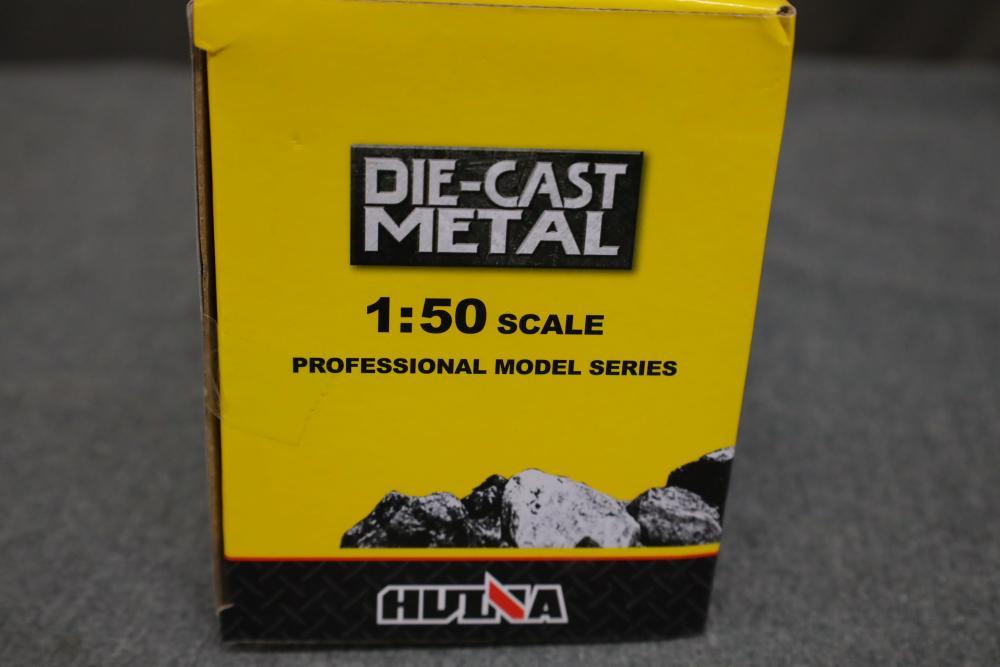 DIE-CAST
METAL
1:50 SCALE
PROFESSIONAL MODEL SERIES
HUINA